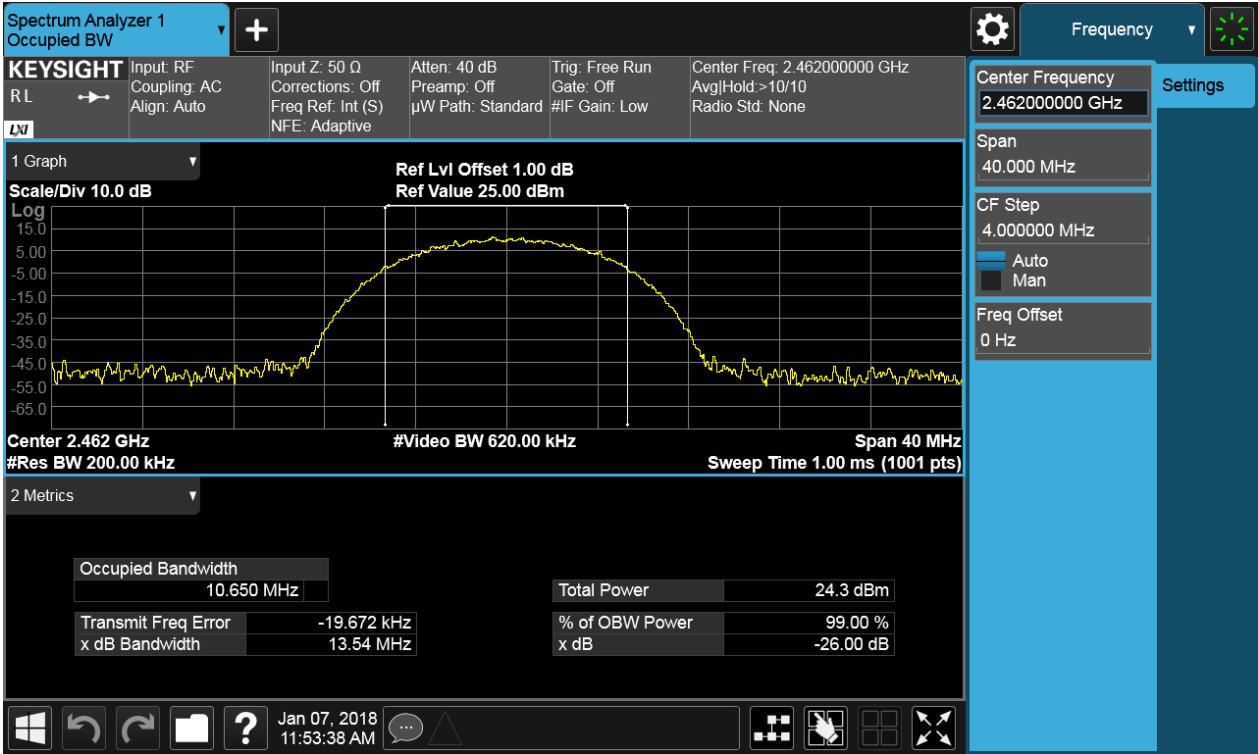 Spectrum Analyzer 1
Occupied BW
Frequency
KEYSIGHT
R L
LXI
Input: RF
Coupling: AC
Align: Auto
Input Z: 50 Ω
Corrections: Off
Freq Ref: Int (S)
NFE: Adaptive
Atten: 40 dB
Preamp: Off
µW Path: Standard
Trig: Free Run
Gate: Off
#IF Gain: Low
Center Freq: 2.462000000 GHz
Avg|Hold:>10/10
Radio Std: None
Center Frequency
2.462000000 GHz
Settings
Span
40.000 MHz
CF Step
4.000000 MHz
Auto
Man
Freq Offset
0 Hz
1 Graph
Scale/Div 10.0 dB
Ref Lvl Offset 1.00 dB
Ref Value 25.00 dBm
Log
15.0
5.00
-5.00
-15.0
-25.0
-35.0
-45.0
-55.0
-65.0
Center 2.462 GHz
#Video BW 620.00 kHz
Span 40 MHz
#Res BW 200.00 kHz
Sweep Time 1.00 ms (1001 pts)
2 Metrics
Occupied Bandwidth
10.650 MHz
Total Power 24.3 dBm
Transmit Freq Error -19.672 kHz
% of OBW Power 99.00 %
x dB Bandwidth 13.54 MHz
x dB -26.00 dB
?
Jan 07, 2018
11:53:38 AM